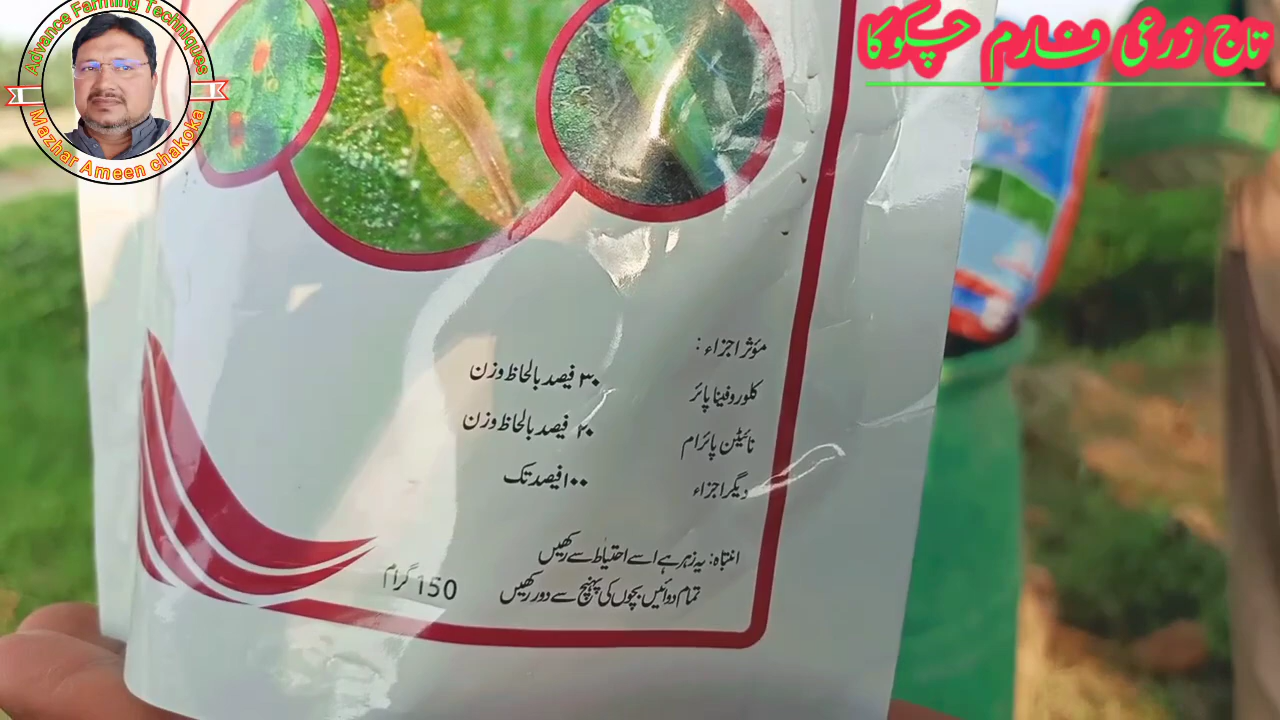 Advance Farming Techniques
Mazhar Ameen chakoka
تاج زرعی فارم چکوکا
مؤثر اجزاء :
کلوروفیناپائر ۳۰ فیصد بالحاظ وزن
نائیٹن پائرام ۲۰ فیصد بالحاظ وزن
دیگر اجزاء ۱۰۰ فیصد تک
انتباہ: یہ زہر ہے اسے احتیاط سے رکھیں
تمام دوائیں بچوں کی پہنچ سے دور رکھیں
150 گرام